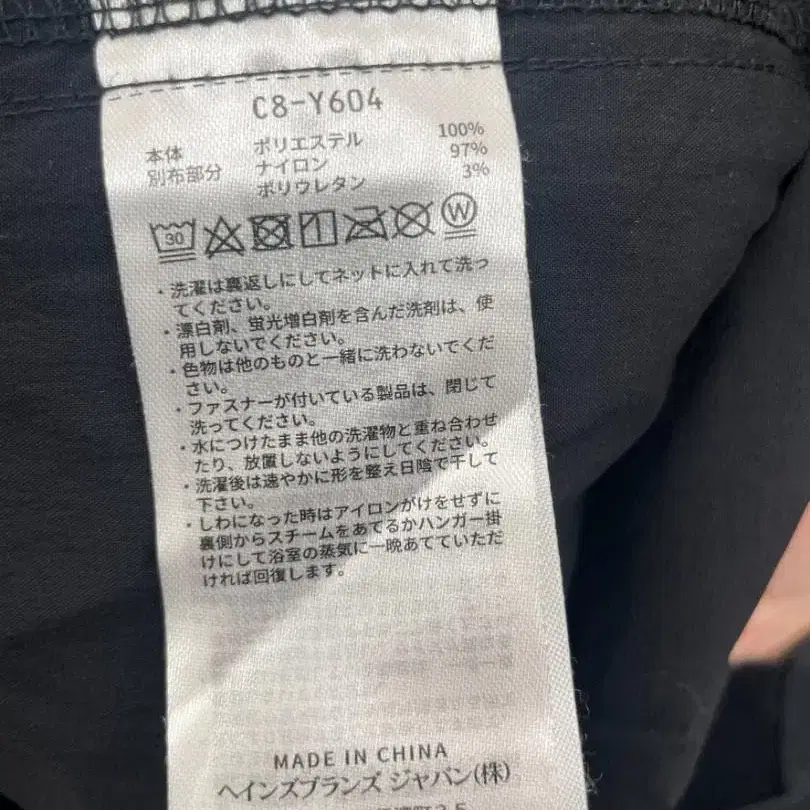 C8-Y604
本体 ポリエステル 100%
別布部分 ナイロン 97%
ポリウレタン 3%
30
W
・洗濯は裏返しにしてネットに入れて洗っ
てください。
・漂白剤、蛍光増白剤を含んだ洗剤は、使
用しないでください。
・色物は他のものと一緒に洗わないでくだ
さい。
・ファスナーが付いている製品は、閉じて
洗ってください。
・水につけたまま他の洗濯物と重ね合わせ
たり、放置しないようにしてください。
・洗濯後は速やかに形を整え日陰で干して
下さい。
・しわになった時はアイロンがけをせずに
裏側からスチームをあてるかハンガー掛
けにして浴室の蒸気に一晩あてていただ
ければ回復します。
MADE IN CHINA
ヘインズブランズ ジャパン(株)